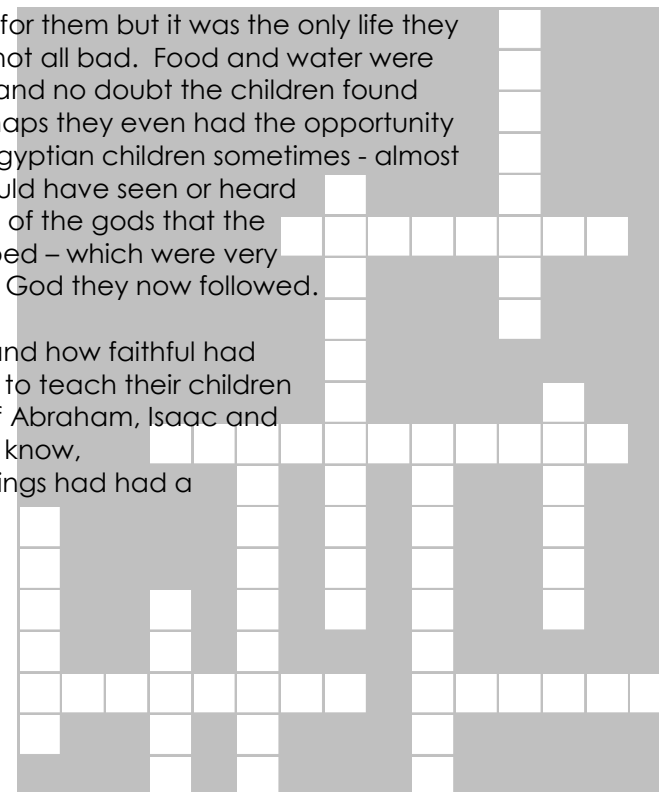 for them but it was the only life they
not all bad. Food and water were
and no doubt the children found
haps they even had the opportunity
gyptian children sometimes - almost
uld have seen or heard
of the gods that the
ped – which were very
God they now followed.
and how faithful had
to teach their children
f Abraham, Isaac and
know,
ings had had a